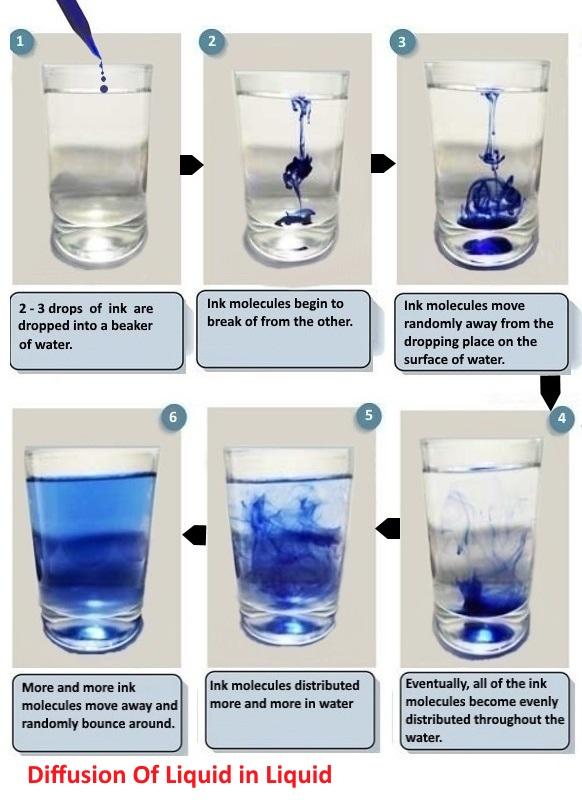 1
2
3
2 - 3 drops of ink are
dropped into a beaker
of water.
Ink molecules begin to
break of from the other.
Ink molecules move
randomly away from the
dropping place on the
surface of water.
4
Eventually, all of the ink
molecules become evenly
distributed throughout the
water.
5
Ink molecules distributed
more and more in water
6
More and more ink
molecules move away and
randomly bounce around.
Diffusion Of Liquid in Liquid